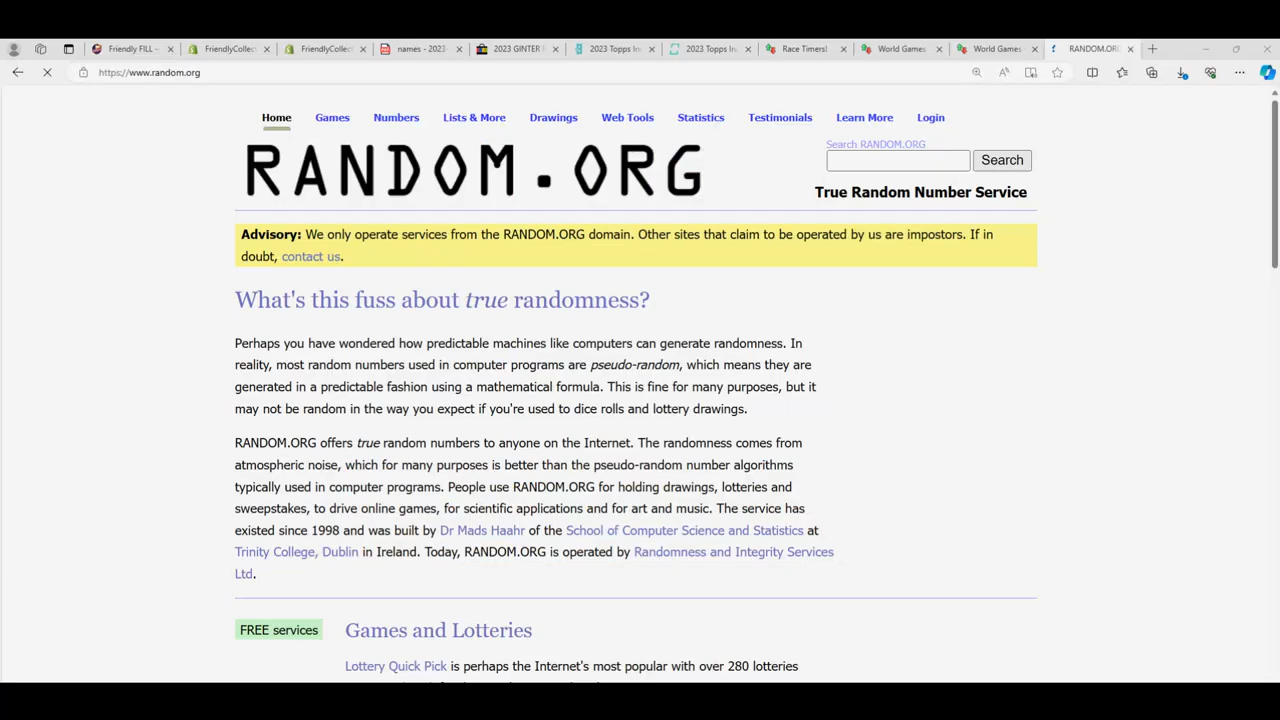 Friendly FILL -
FriendlyCollec
FriendlyCollect
names - 2023-
2023 GINTER
2023 Topps In
2023 Topps In
Race Timers!
World Games
World Games
RANDOM.ORG
https://www.random.org
Home Games Numbers Lists & More Drawings Web Tools Statistics Testimonials Learn More Login
RANDOM.ORG
Search RANDOM.ORG
Search
True Random Number Service
Advisory: We only operate services from the RANDOM.ORG domain. Other sites that claim to be operated by us are impostors. If in
doubt, contact us.
What's this fuss about true randomness?
Perhaps you have wondered how predictable machines like computers can generate randomness. In
reality, most random numbers used in computer programs are pseudo-random, which means they are
generated in a predictable fashion using a mathematical formula. This is fine for many purposes, but it
may not be random in the way you expect if you're used to dice rolls and lottery drawings.
RANDOM.ORG offers true random numbers to anyone on the Internet. The randomness comes from
atmospheric noise, which for many purposes is better than the pseudo-random number algorithms
typically used in computer programs. People use RANDOM.ORG for holding drawings, lotteries and
sweepstakes, to drive online games, for scientific applications and for art and music. The service has
existed since 1998 and was built by Dr Mads Haahr of the School of Computer Science and Statistics at
Trinity College, Dublin in Ireland. Today, RANDOM.ORG is operated by Randomness and Integrity Services
Ltd.
FREE services
Games and Lotteries
Lottery Quick Pick is perhaps the Internet's most popular with over 280 lotteries